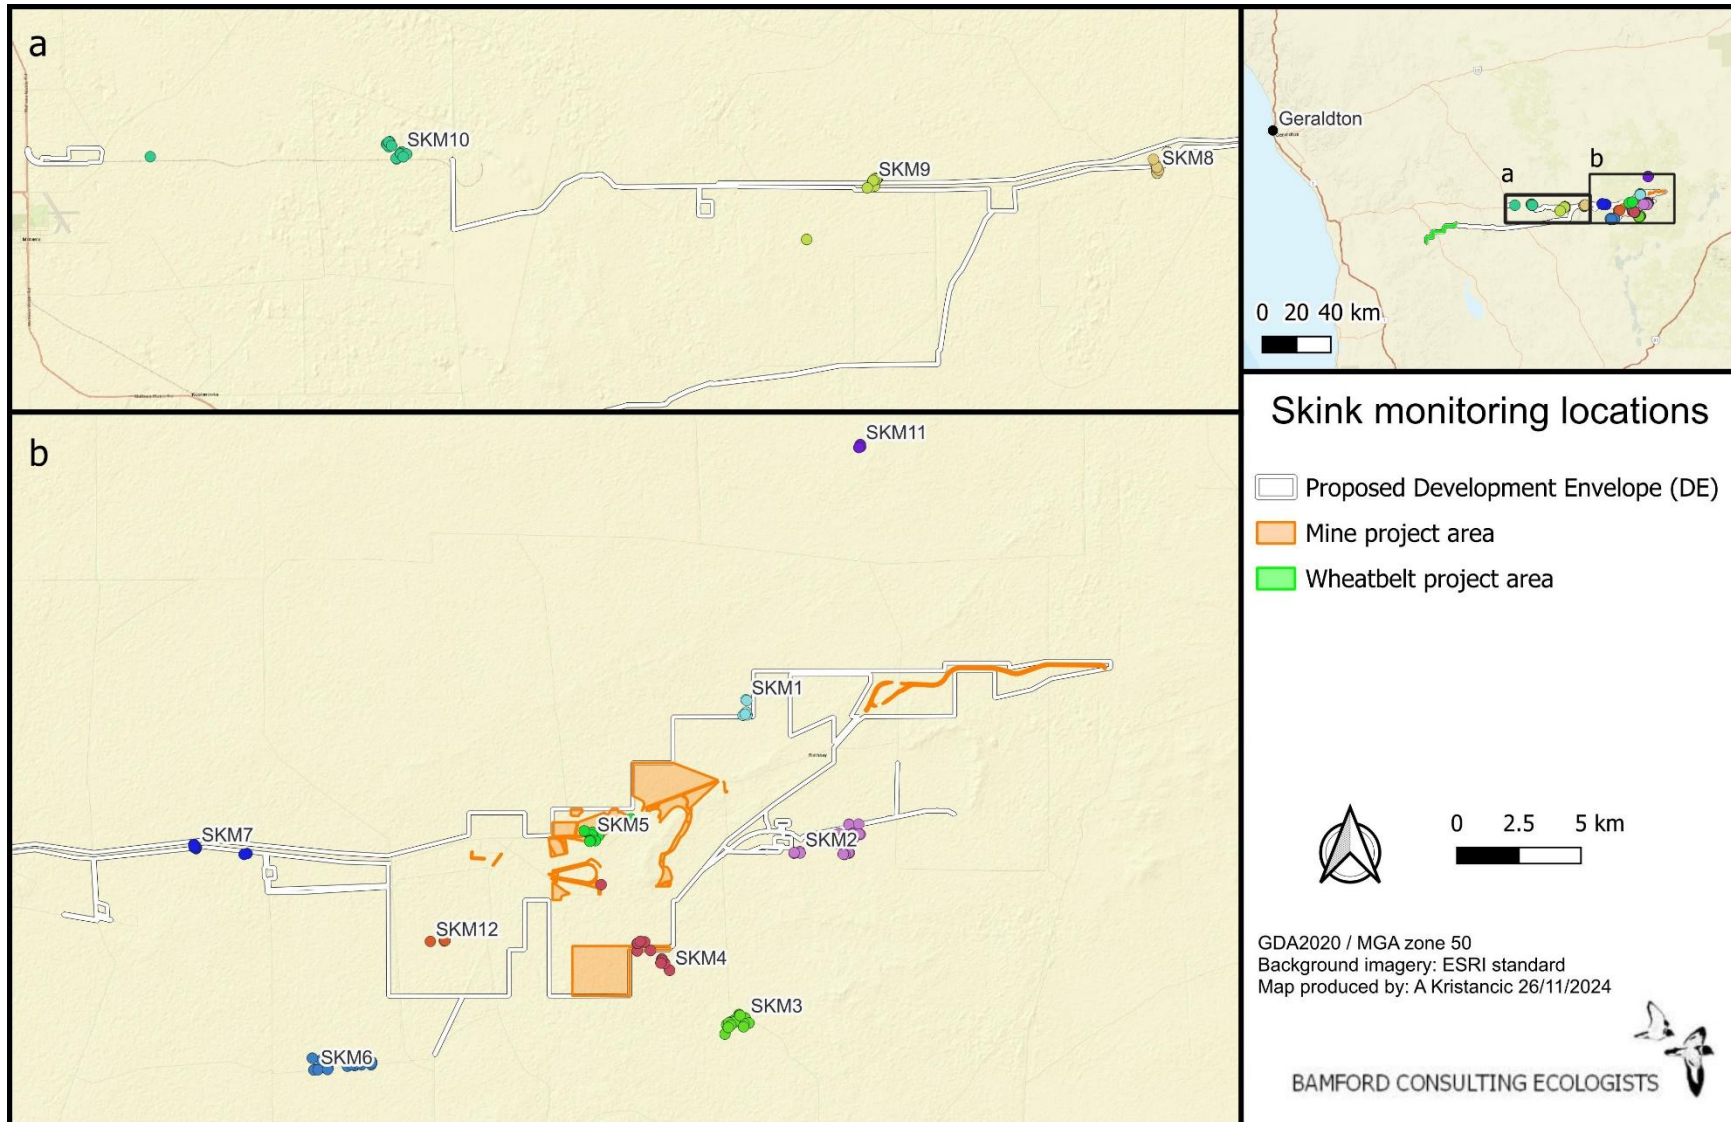 a
SKM10
SKM9
SKM8
b
SKM11
SKM1
SKM5
SKM7
SKM2
SKM12
SKM4
SKM3
SKM6
Geraldton
a
b
0 20 40 km
Skink monitoring locations
Proposed Development Envelope (DE)
Mine project area
Wheatbelt project area
0 2.5 5 km
GDA2020 / MGA zone 50
Background imagery: ESRI standard
Map produced by: A Kristancic 26/11/2024
BAMFORD CONSULTING ECOLOGISTS